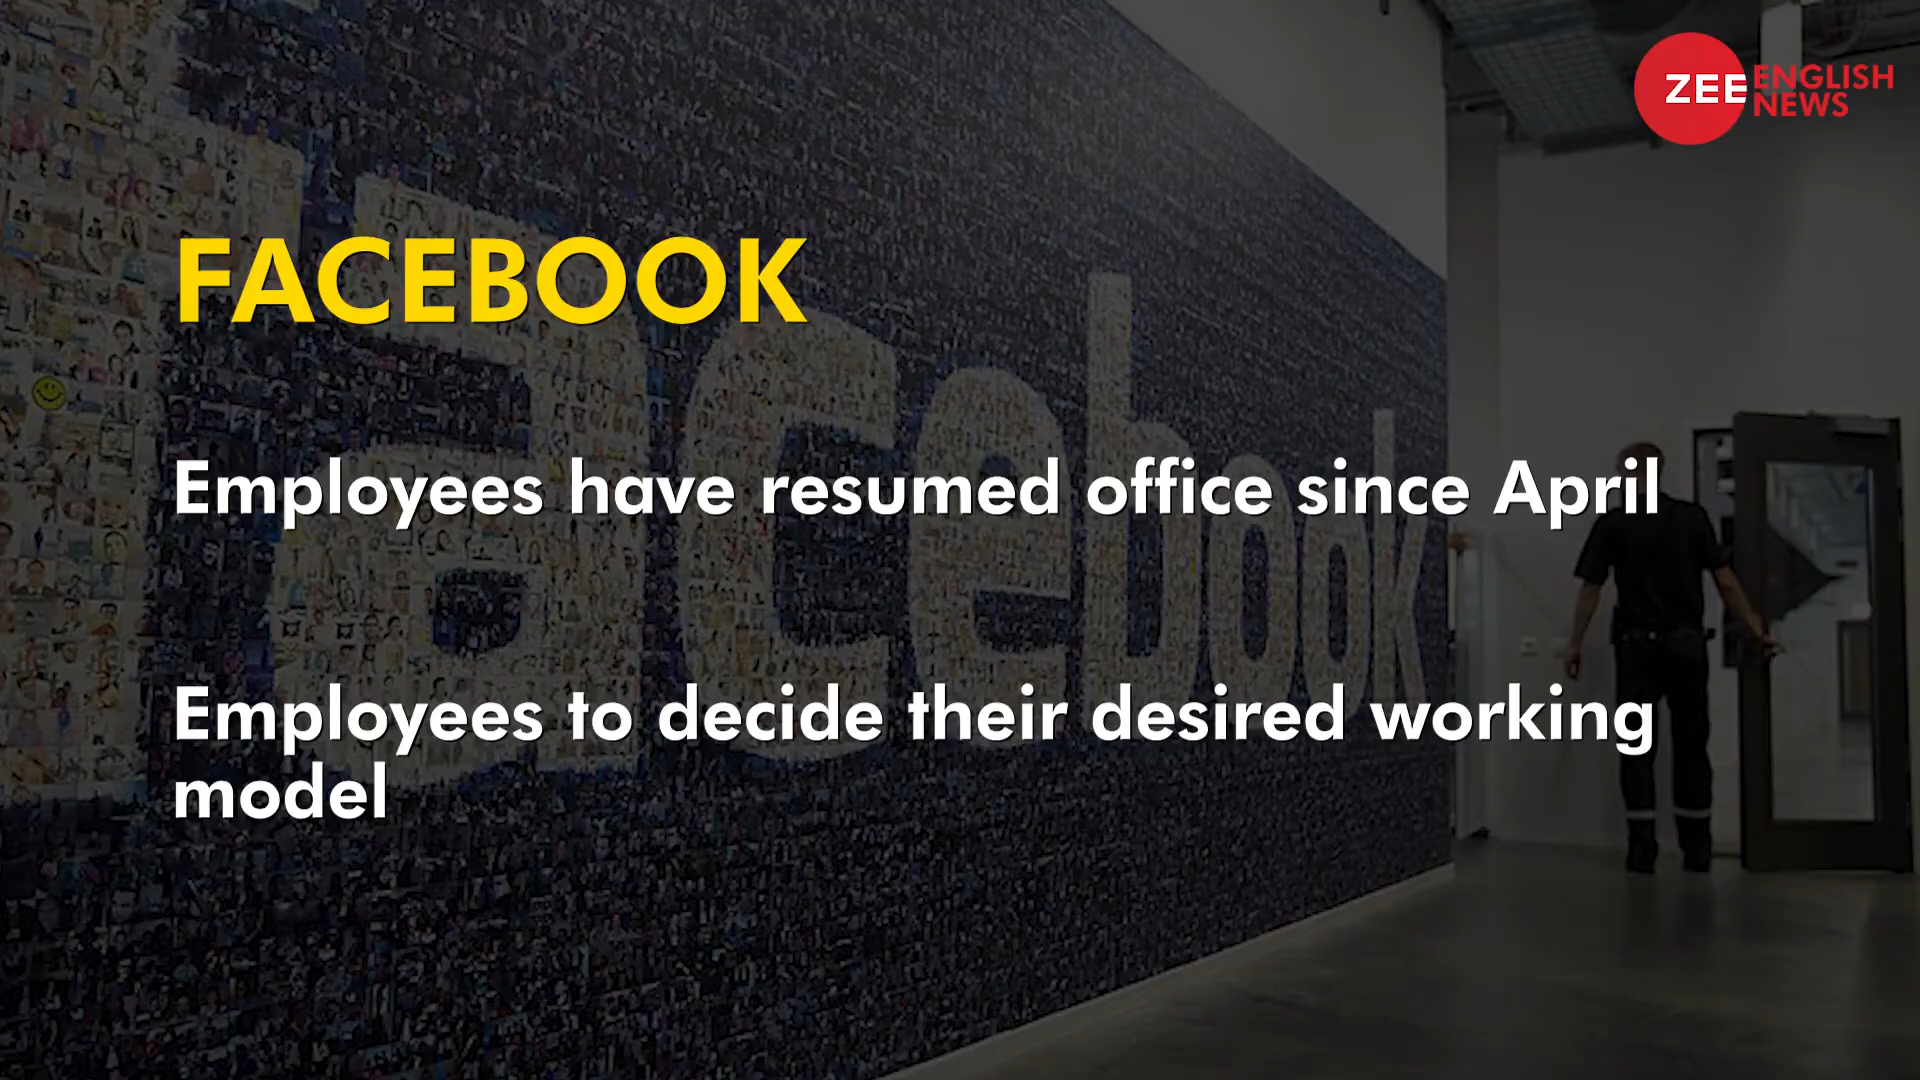 ZEE ENGLISH
NEWS
FACEBOOK
facebook
Employees have resumed office since April
Employees to decide their desired working
model